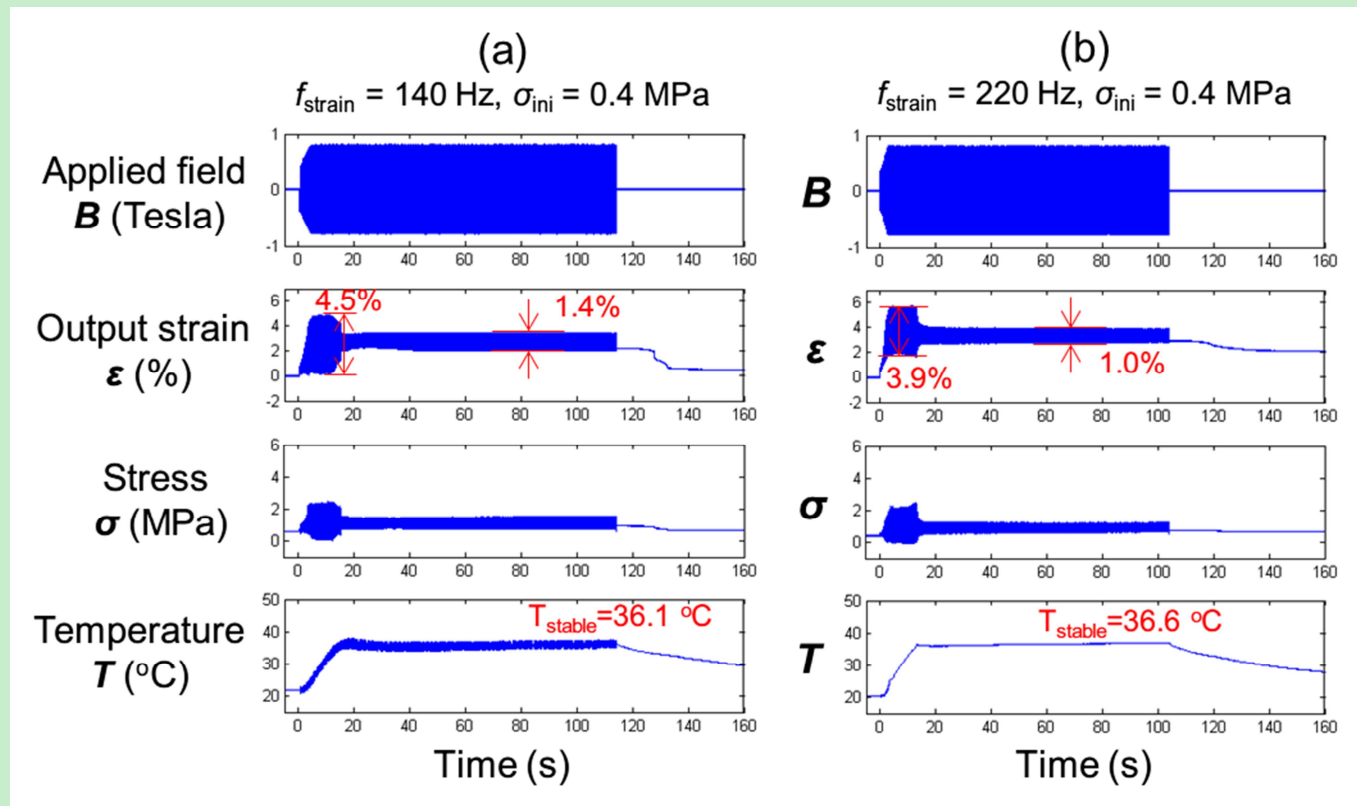 (a)
f_strain = 140 Hz, σ_ini = 0.4 MPa
Applied field
B (Tesla)
1
0
-1
0 20 40 60 80 100 120 140 160
Output strain
ε (%)
6
4
2
0
-2
4.5%
1.4%
0 20 40 60 80 100 120 140 160
Stress
σ (MPa)
6
4
2
0
0 20 40 60 80 100 120 140 160
Temperature
T (°C)
50
40
30
20
T_stable=36.1 °C
0 20 40 60 80 100 120 140 160
Time (s)
(b)
f_strain = 220 Hz, σ_ini = 0.4 MPa
B
1
0
-1
0 20 40 60 80 100 120 140 160
ε
6
4
2
0
-2
3.9%
1.0%
0 20 40 60 80 100 120 140 160
σ
6
4
2
0
0 20 40 60 80 100 120 140 160
T
50
40
30
20
T_stable=36.6 °C
0 20 40 60 80 100 120 140 160
Time (s)